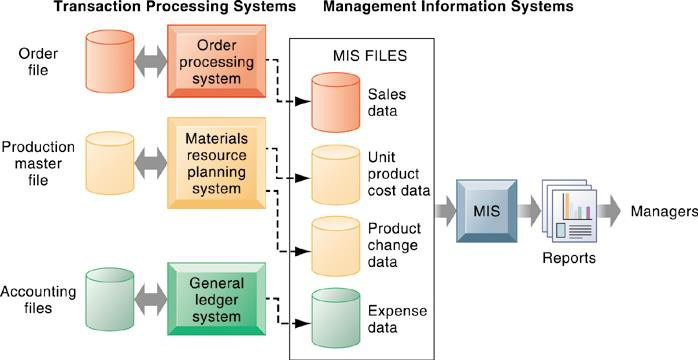 Transaction Processing Systems
Management Information Systems
Order
file
Order
processing
system
MIS FILES
Sales
data
Production
master
file
Materials
resource
planning
system
Unit
product
cost data
Product
change
data
MIS
Reports
Managers
Accounting
files
General
ledger
system
Expense
data